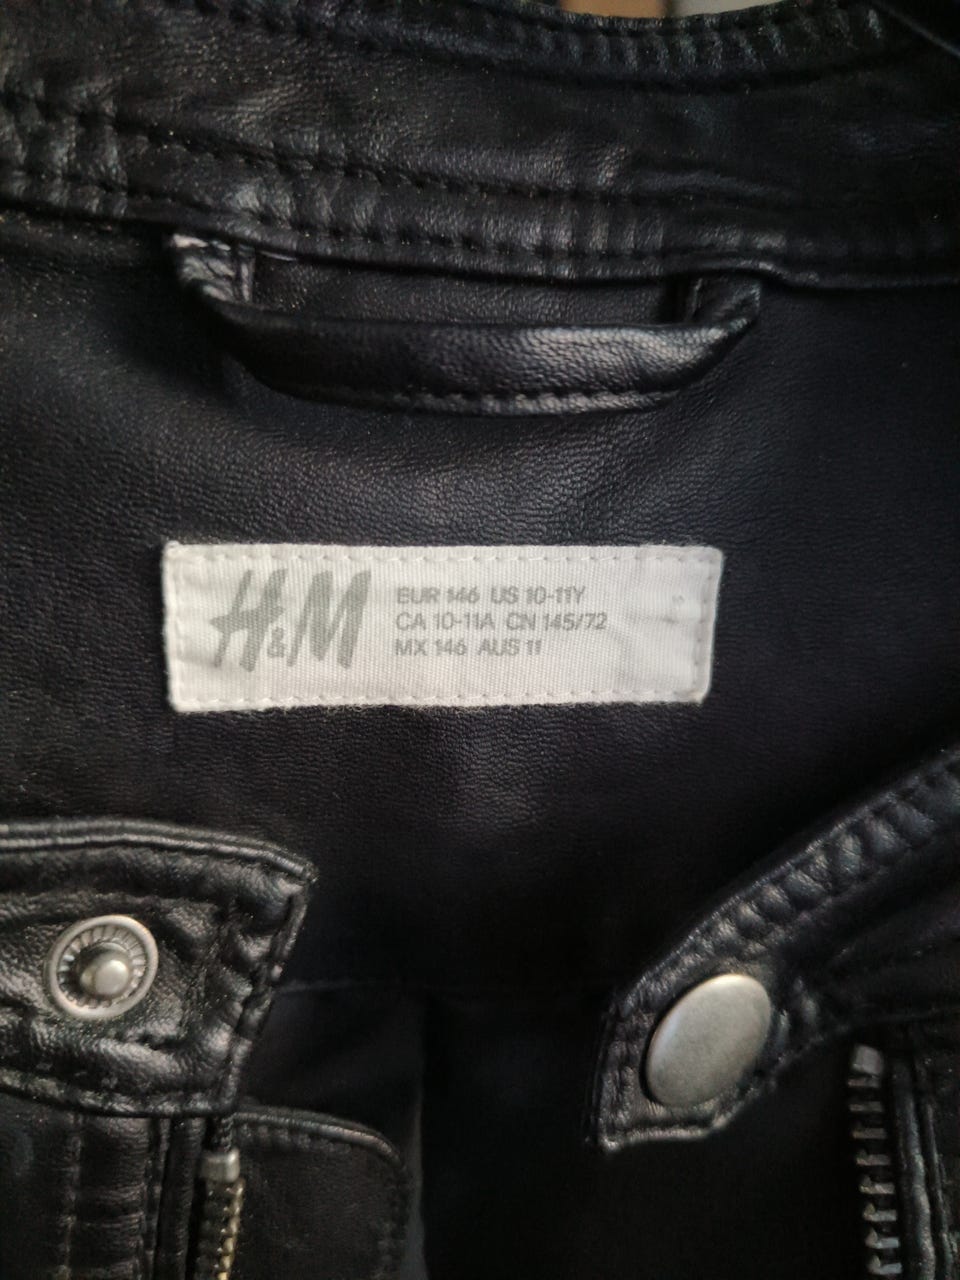 H&M
EUR 146 US 10-11Y
CA 10-11A CN 145/72
MX 146 AUS 11